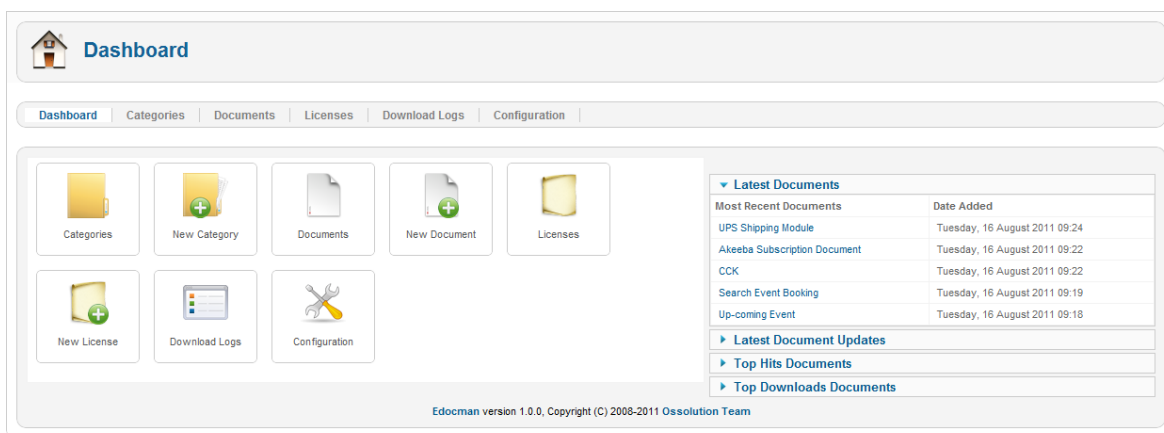 Dashboard
Dashboard Categories Documents Licenses Download Logs Configuration
Categories New Category Documents New Document Licenses
New License Download Logs Configuration
Latest Documents
Most Recent Documents Date Added
UPS Shipping Module Tuesday, 16 August 2011 09:24
Akeeba Subscription Document Tuesday, 16 August 2011 09:22
CCK Tuesday, 16 August 2011 09:22
Search Event Booking Tuesday, 16 August 2011 09:19
Up-coming Event Tuesday, 16 August 2011 09:18
Latest Document Updates
Top Hits Documents
Top Downloads Documents
Edocman version 1.0.0, Copyright (C) 2008-2011 Ossolution Team